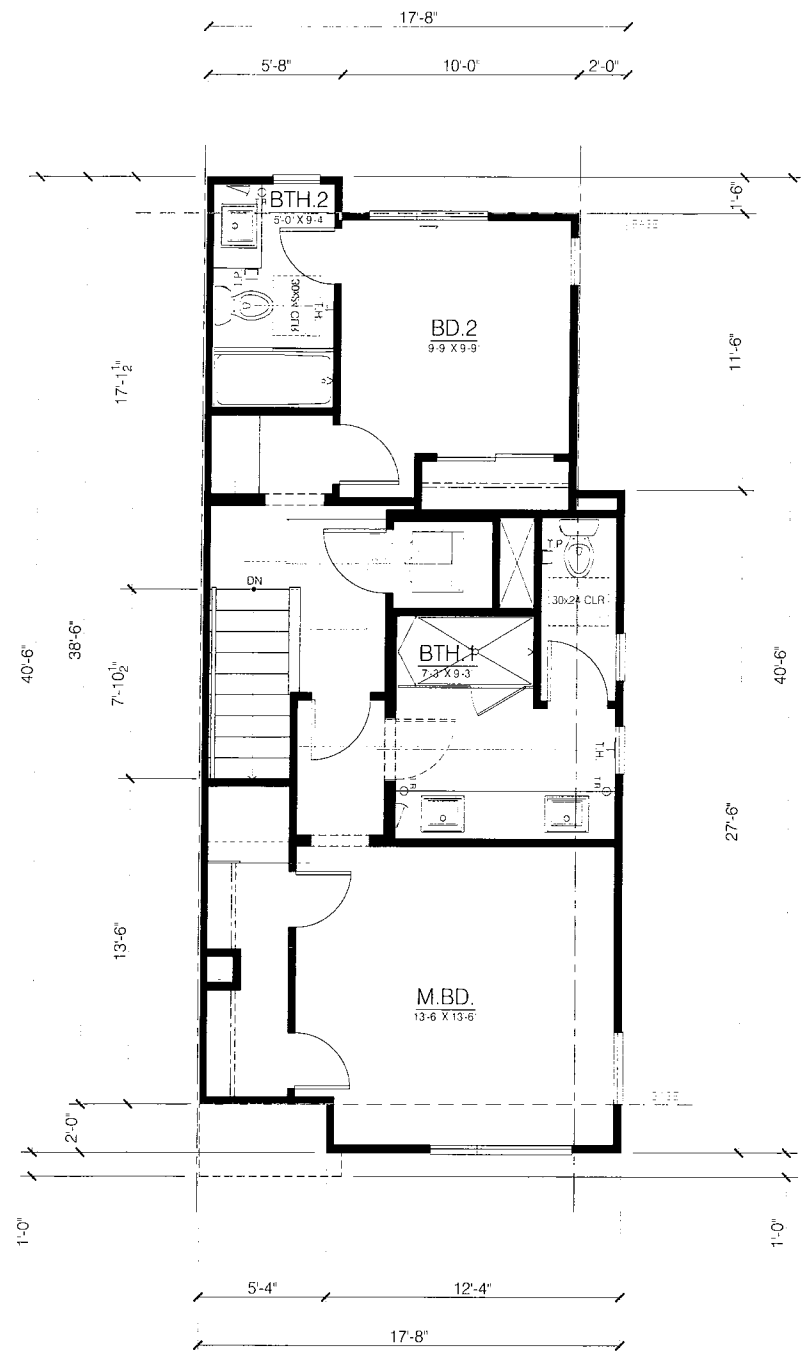 17'-8"
5'-8"
10'-0"
2'-0"
1'-6"
BTH.2
5'-0" X 9'-4
T.P.
30x24 CLR
T.H.
BD.2
9'-9 X 9'-9"
17'-1½"
11'-6"
DN
T.P
30x24 CLR
BTH.1
7'-3" X 9'-3"
40'-6"
38'-6"
7'-10½"
40'-6"
T.H.
T.R.
27'-6"
13'-6"
M.BD.
13'-6 X 13'-6"
2'-0"
1'-0"
1'-0"
5'-4"
12'-4"
17'-8"